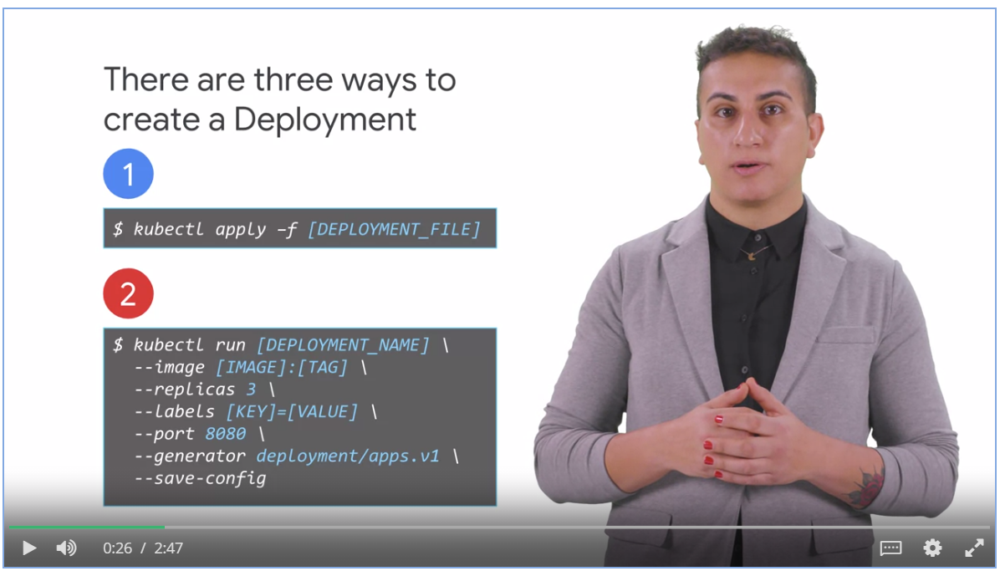 There are three ways to
create a Deployment
1
$ kubectl apply –f [DEPLOYMENT_FILE]
2
$ kubectl run [DEPLOYMENT_NAME] \
--image [IMAGE]:[TAG] \
--replicas 3 \
--labels [KEY]=[VALUE] \
--port 8080 \
--generator deployment/apps.v1 \
--save-config
0:26 / 2:47